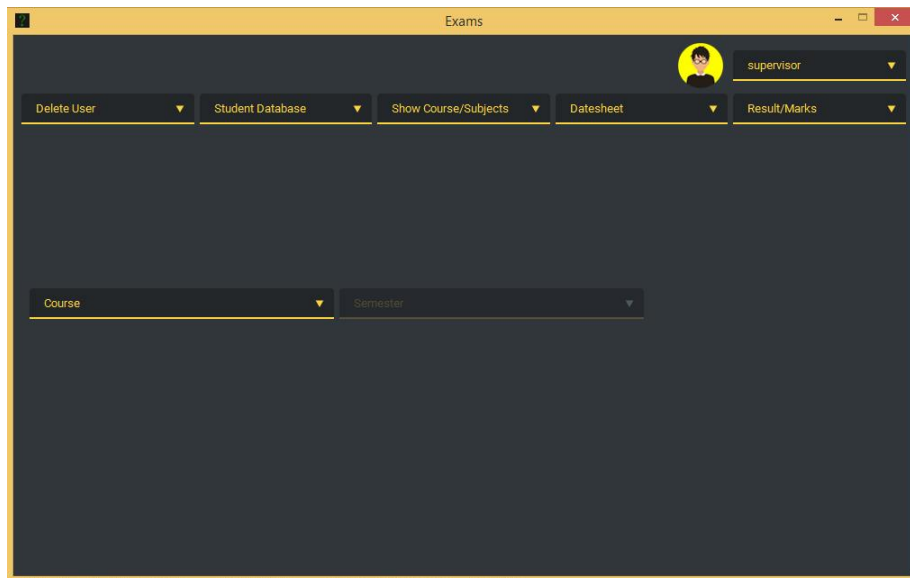 Exams
supervisor
Delete User Student Database Show Course/Subjects Datesheet Result/Marks
Course Semester